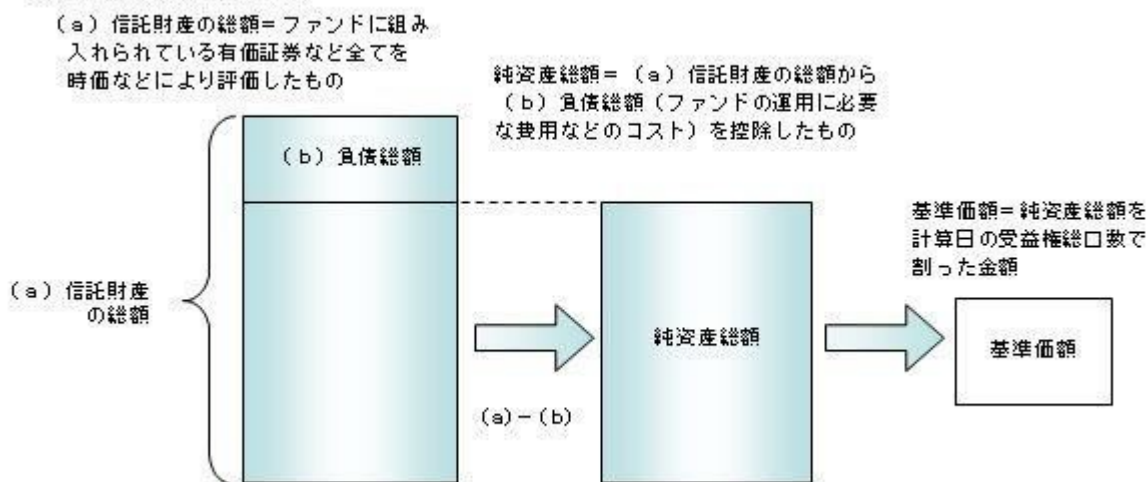 （a）信託財産の総額＝ファンドに組み
入れられている有価証券など全てを
時価などにより評価したもの
純資産総額＝（a）信託財産の総額から
（b）負債総額（ファンドの運用に必要
な費用などのコスト）を控除したもの
（b）負債総額
基準価額＝純資産総額を
計算日の受益権総口数で
割った金額
（a）信託財産
の総額
純資産総額
基準価額
（a）－（b）